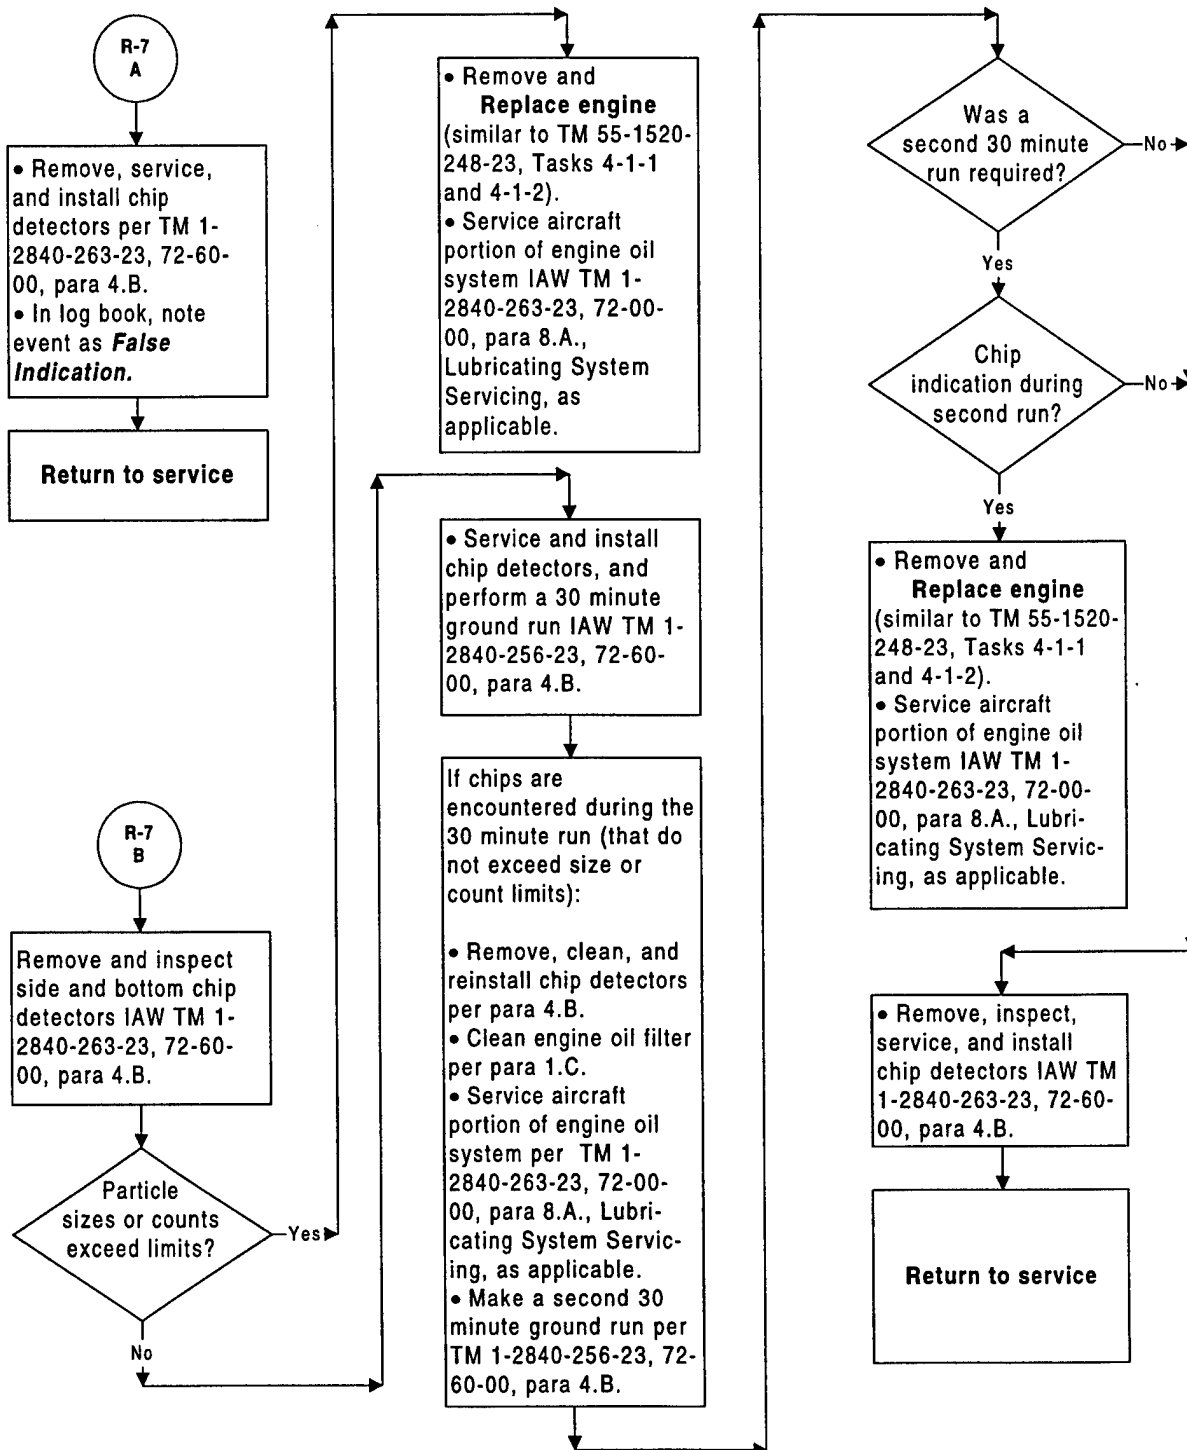 R-7
A
• Remove, service,
and install chip
detectors per TM 1-
2840-263-23, 72-60-
00, para 4.B.
• In log book, note
event as False
Indication.
Return to service
R-7
B
Remove and inspect
side and bottom chip
detectors IAW TM 1-
2840-263-23, 72-60-
00, para 4.B.
Particle
sizes or counts
exceed limits?
Yes
No
• Remove and
Replace engine
(similar to TM 55-1520-
248-23, Tasks 4-1-1
and 4-1-2).
• Service aircraft
portion of engine oil
system IAW TM 1-
2840-263-23, 72-00-
00, para 8.A.,
Lubricating System
Servicing, as
applicable.
• Service and install
chip detectors, and
perform a 30 minute
ground run IAW TM 1-
2840-256-23, 72-60-
00, para 4.B.
If chips are
encountered during the
30 minute run (that do
not exceed size or
count limits):
• Remove, clean, and
reinstall chip detectors
per para 4.B.
• Clean engine oil filter
per para 1.C.
• Service aircraft
portion of engine oil
system per TM 1-
2840-263-23, 72-00-
00, para 8.A., Lubri-
cating System Servic-
ing, as applicable.
• Make a second 30
minute ground run per
TM 1-2840-256-23, 72-
60-00, para 4.B.
Was a
second 30 minute
run required?
No
Yes
Chip
indication during
second run?
No
Yes
• Remove and
Replace engine
(similar to TM 55-1520-
248-23, Tasks 4-1-1
and 4-1-2).
• Service aircraft
portion of engine oil
system IAW TM 1-
2840-263-23, 72-00-
00, para 8.A., Lubri-
cating System Servic-
ing, as applicable.
• Remove, inspect,
service, and install
chip detectors IAW TM
1-2840-263-23, 72-60-
00, para 4.B.
Return to service